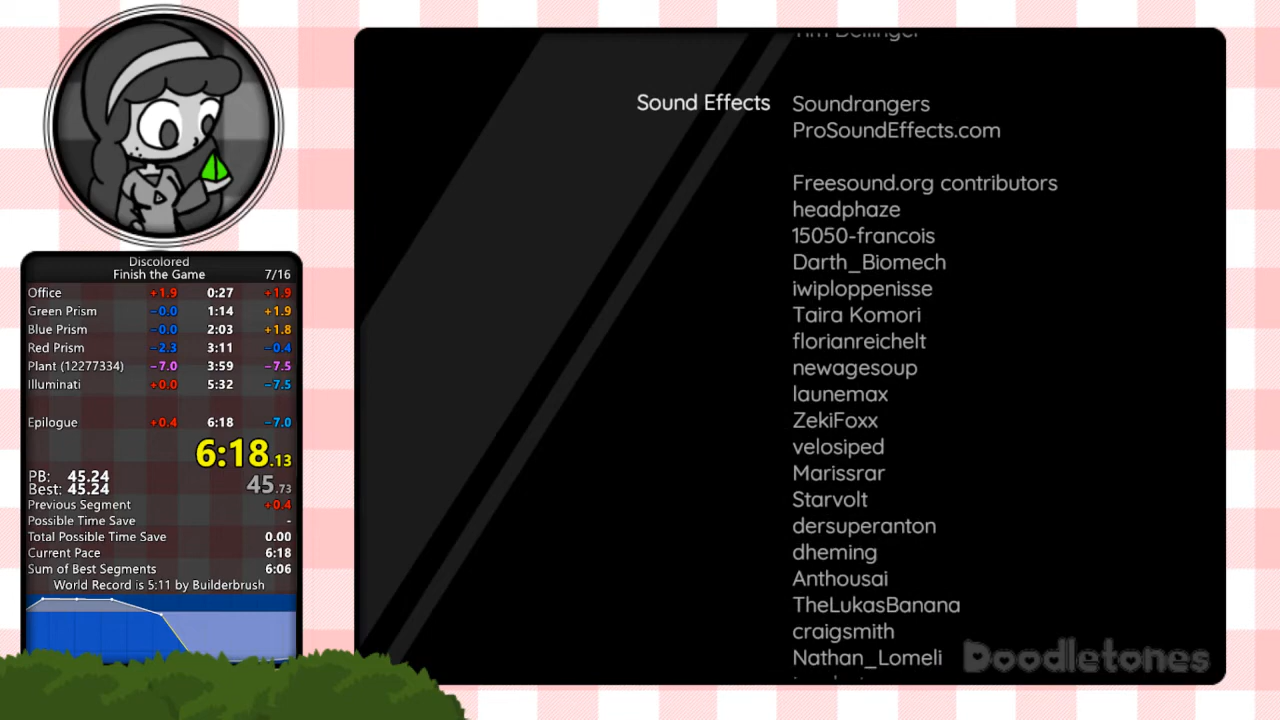 Discolored
Finish the Game 7/16
Office +1.9 0:27 +1.9
Green Prism -0.0 1:14 +1.9
Blue Prism -0.0 2:03 +1.8
Red Prism -2.3 3:11 -0.4
Plant (12277334) -7.0 3:59 -7.5
Illuminati +0.0 5:32 -7.5
Epilogue +0.4 6:18 -7.0
6:18.13
PB: 45.24
Best: 45.24 45.73
Previous Segment +0.4
Possible Time Save -
Total Possible Time Save 0.00
Current Pace 6:18
Sum of Best Segments 6:06
World Record is 5:11 by Builderbrush
Sound Effects Soundrangers
ProSoundEffects.com
Freesound.org contributors
headphaze
15050-francois
Darth_Biomech
iwiploppenisse
Taira Komori
florianreichelt
newagesoup
launemax
ZekiFoxx
velosiped
Marissrar
Starvolt
dersuperanton
dheming
Anthousai
TheLukasBanana
craigsmith
Nathan_Lomeli
Doodletones